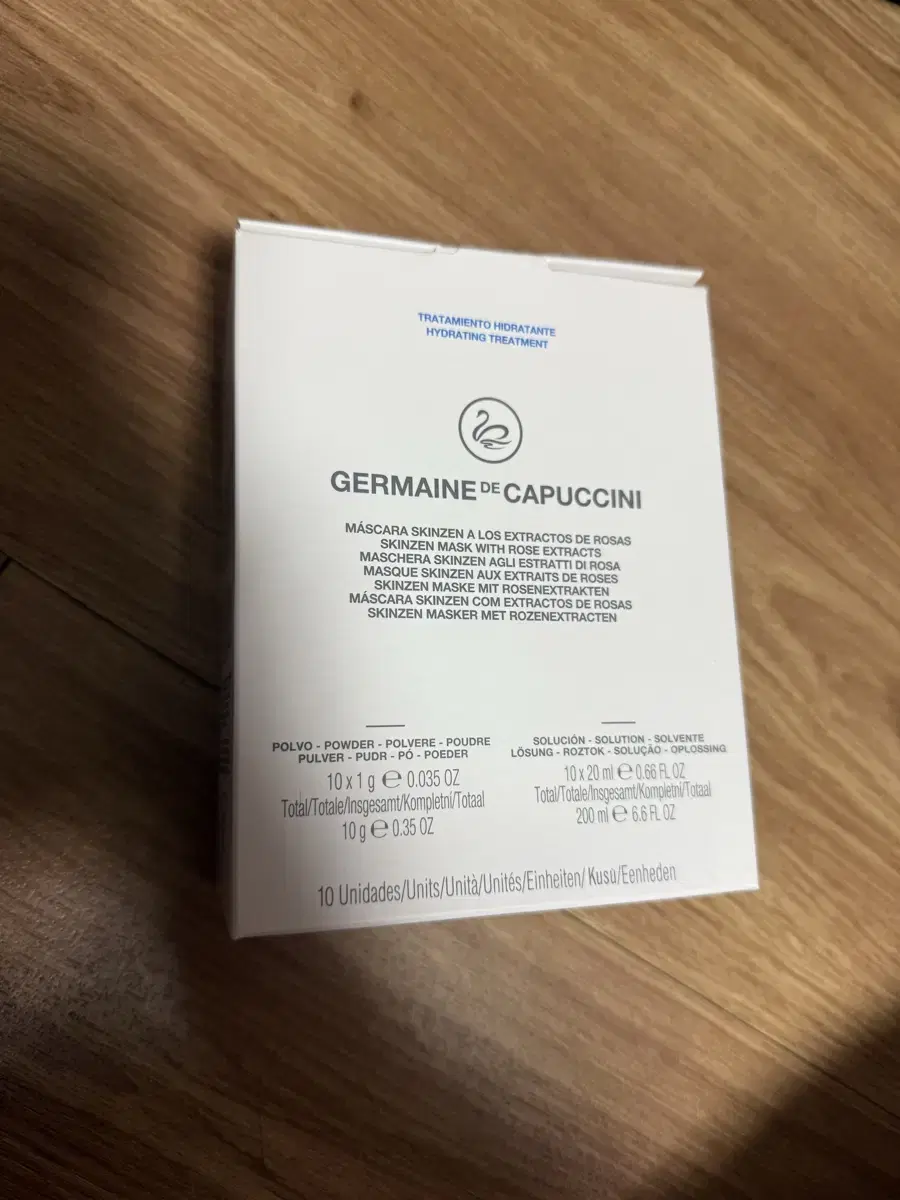 TRATAMIENTO HIDRATANTE
HYDRATING TREATMENT
GERMAINE DE CAPUCCINI
MÁSCARA SKINZEN A LOS EXTRACTOS DE ROSAS
SKINZEN MASK WITH ROSE EXTRACTS
MASCHERA SKINZEN AGLI ESTRATTI DI ROSA
MASQUE SKINZEN AUX EXTRAITS DE ROSES
SKINZEN MASKE MIT ROSENEXTRAKTEN
MÁSCARA SKINZEN COM EXTRACTOS DE ROSAS
SKINZEN MASKER MET ROZENEXTRACTEN
POLVO - POWDER - POLVERE - POUDRE
PULVER - PUDR - PÓ - POEDER
10 x 1 g ℮ 0.035 OZ
Total/Totale/Insgesamt/Kompletní/Totaal
10 g ℮ 0.35 OZ
SOLUCIÓN - SOLUTION - SOLVENTE
LÖSUNG - ROZTOK - SOLUÇÃO - OPLOSSING
10 x 20 ml ℮ 0.66 FL OZ
Total/Totale/Insgesamt/Kompletní/Totaal
200 ml ℮ 6.6 FL OZ
10 Unidades/Units/Unità/Unités/Einheiten/ Kusů/Eenheden